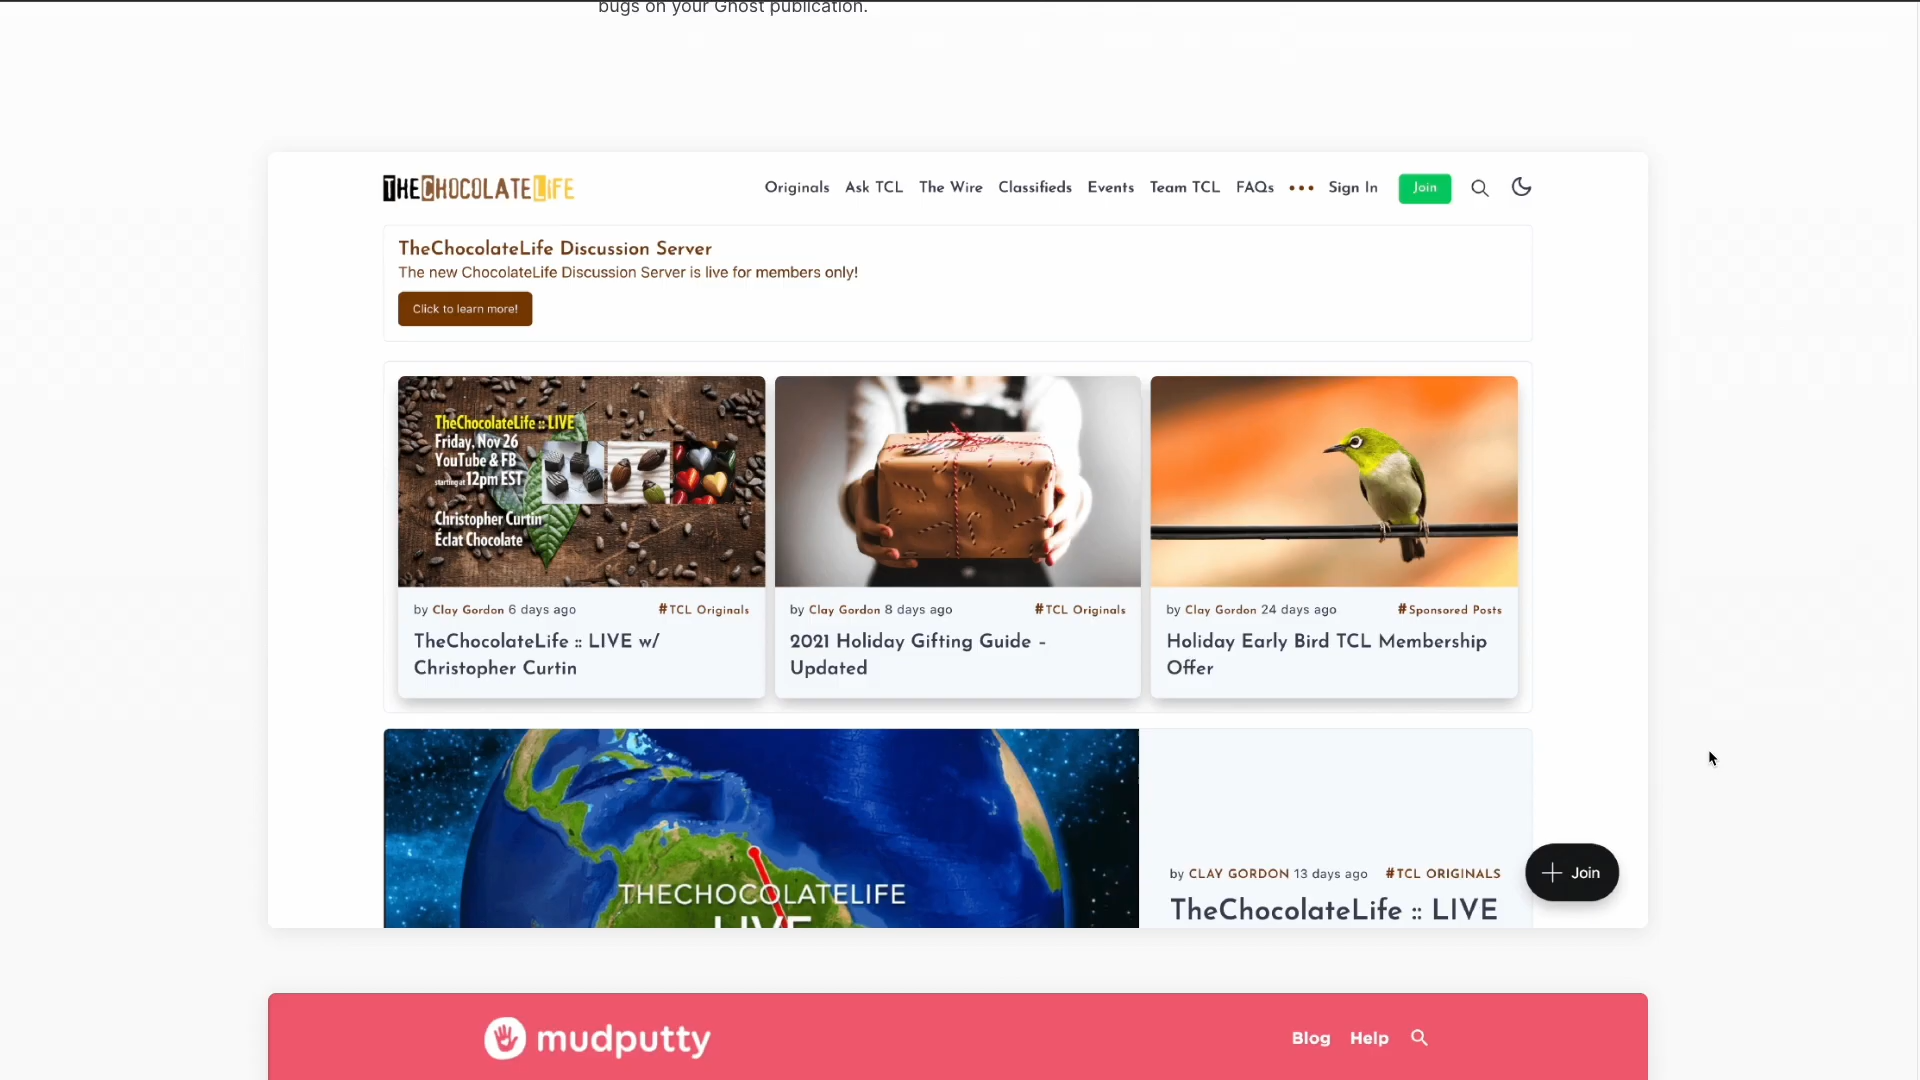 bugs on your Ghost publication.
THECHOCOLATELIFE
Originals Ask TCL The Wire Classifieds Events Team TCL FAQs ••• Sign In Join
TheChocolateLife Discussion Server
The new ChocolateLife Discussion Server is live for members only!
Click to learn more!
TheChocolateLife :: LIVE
Friday, Nov 26
YouTube & FB
starting at 12pm EST
Christopher Curtin
Éclat Chocolate
by Clay Gordon 6 days ago #TCL Originals
TheChocolateLife :: LIVE w/
Christopher Curtin
by Clay Gordon 8 days ago #TCL Originals
2021 Holiday Gifting Guide –
Updated
by Clay Gordon 24 days ago #Sponsored Posts
Holiday Early Bird TCL Membership
Offer
THECHOCOLATELIFE
LIVE
by CLAY GORDON 13 days ago #TCL ORIGINALS
TheChocolateLife :: LIVE
Join
mudputty
Blog Help